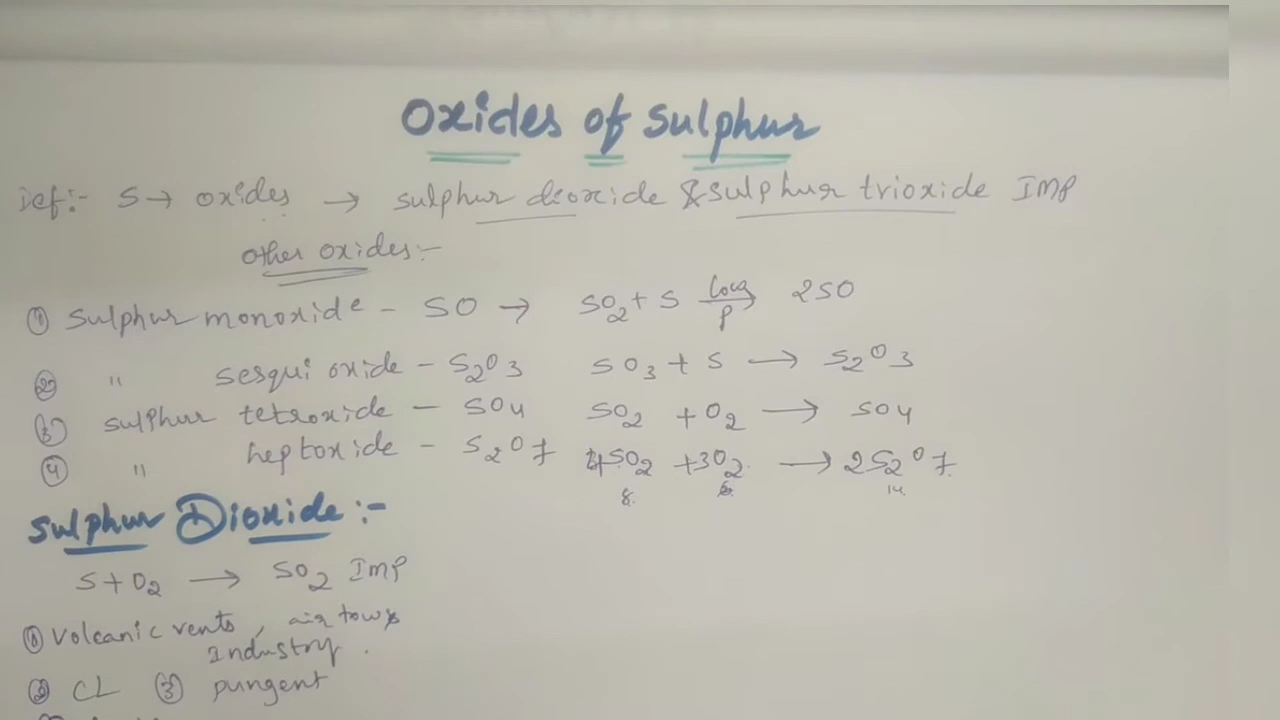 Oxides of Sulphur
Def:- S → oxides → sulphur dioxide & sulphur trioxide IMP
other oxides:-
① Sulphur monoxide - SO → SO2 + S → P 2SO
② " sesqui oxide - S2O3 SO3 + S → S2O3
③ sulphur tetroxide - SO4 SO2 + O2 → SO4
④ " heptoxide - S2O7 4SO2 + 3O2 → 2S2O7
8. 6. 14.
Sulphur Dioxide :-
S + O2 → SO2 Imp
① volcanic vents, air
Industry.
② CL ③ pungent